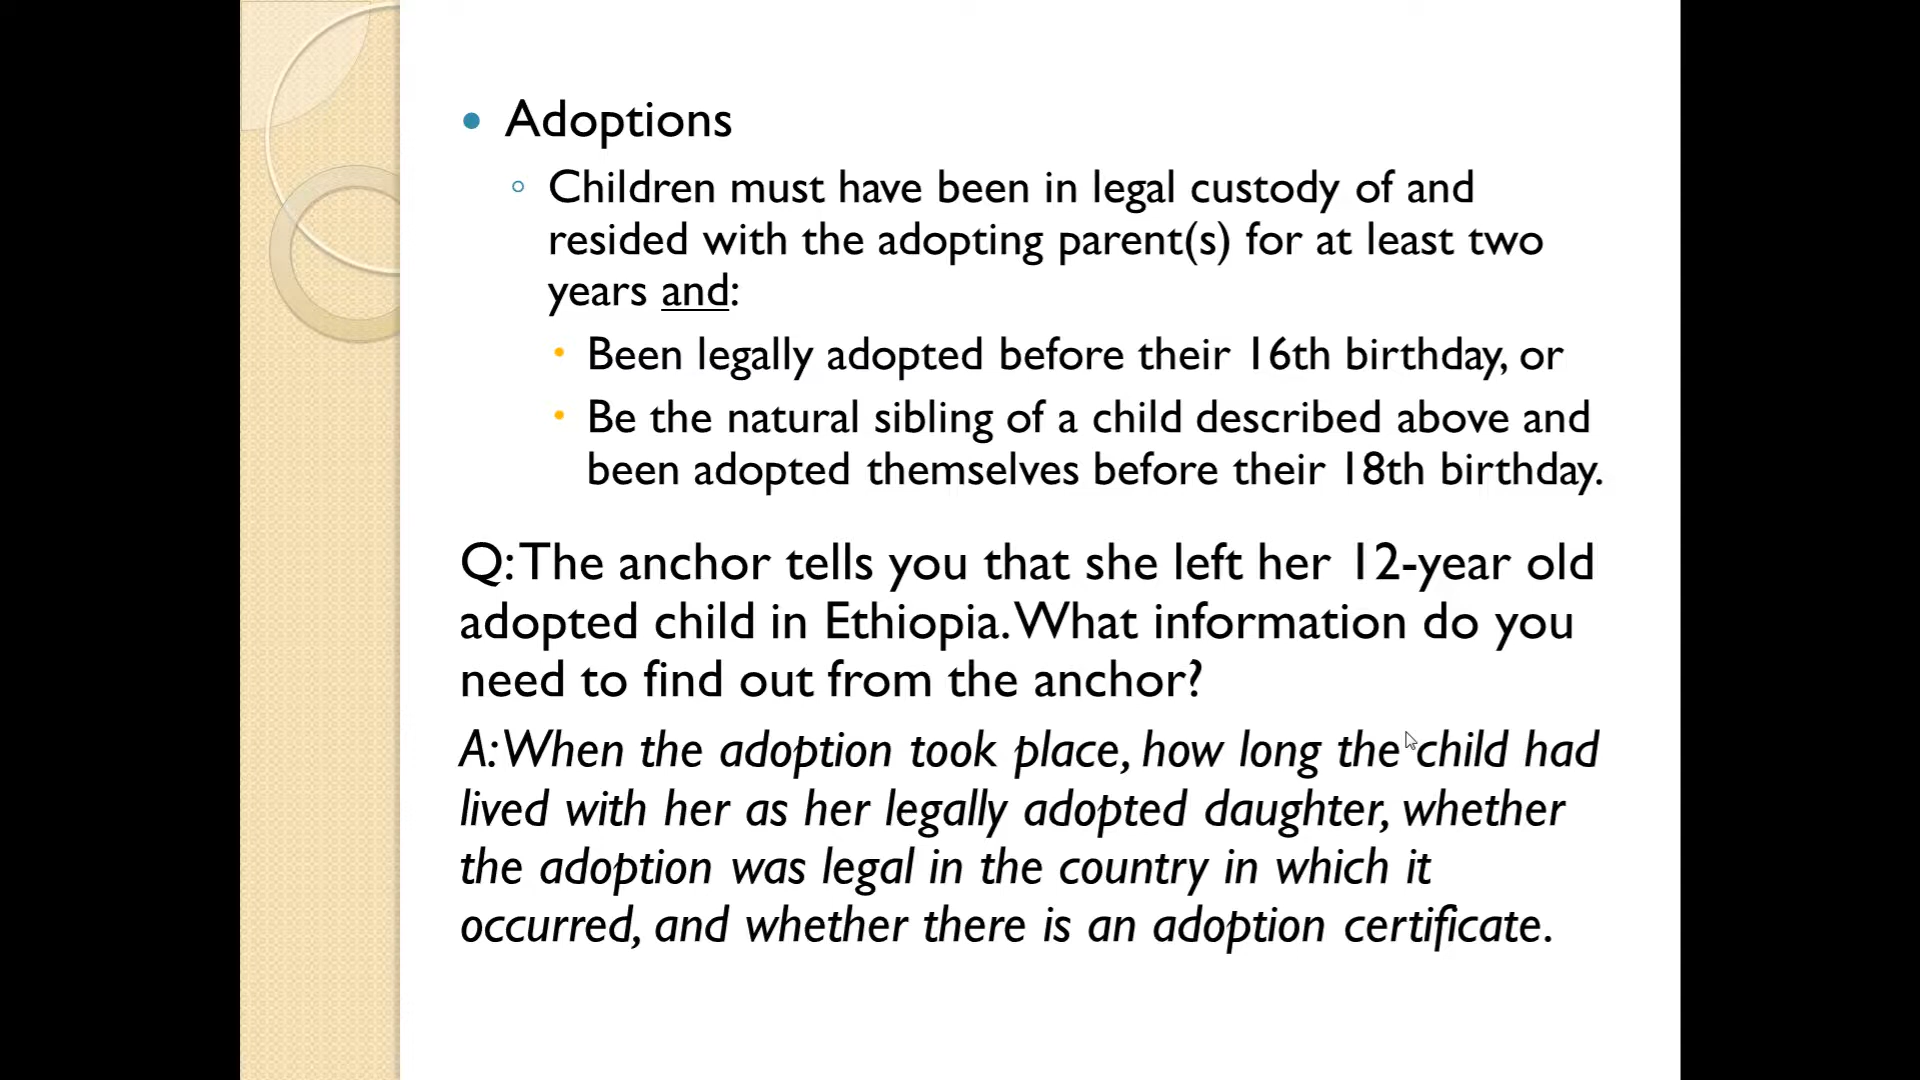 Adoptions
Children must have been in legal custody of and
resided with the adopting parent(s) for at least two
years and:
Been legally adopted before their 16th birthday, or
Be the natural sibling of a child described above and
been adopted themselves before their 18th birthday.
Q: The anchor tells you that she left her 12-year old
adopted child in Ethiopia. What information do you
need to find out from the anchor?
A: When the adoption took place, how long the child had
lived with her as her legally adopted daughter, whether
the adoption was legal in the country in which it
occurred, and whether there is an adoption certificate.